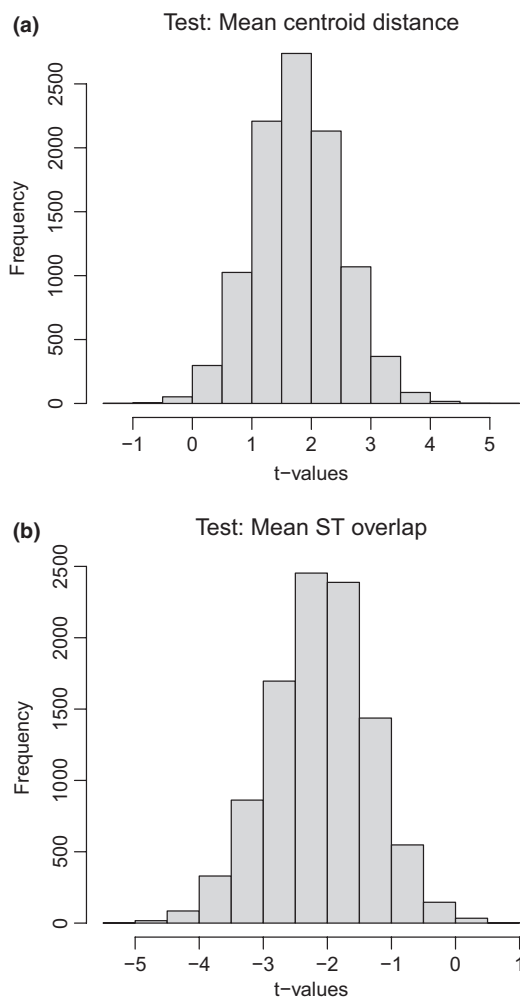 (a) Test: Mean centroid distance
Frequency
2500
2000
1500
1000
500
0
−1 0 1 2 3 4 5
t−values
(b) Test: Mean ST overlap
Frequency
2500
2000
1500
1000
500
0
−5 −4 −3 −2 −1 0 1
t−values